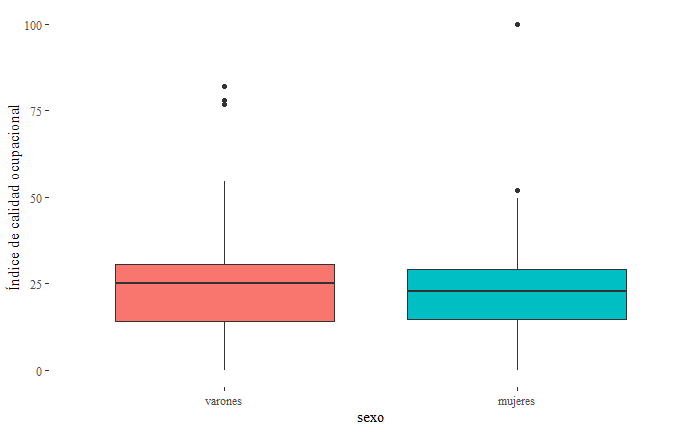 100
75
50
25
0
Índice de calidad ocupacional
varones
mujeres
sexo